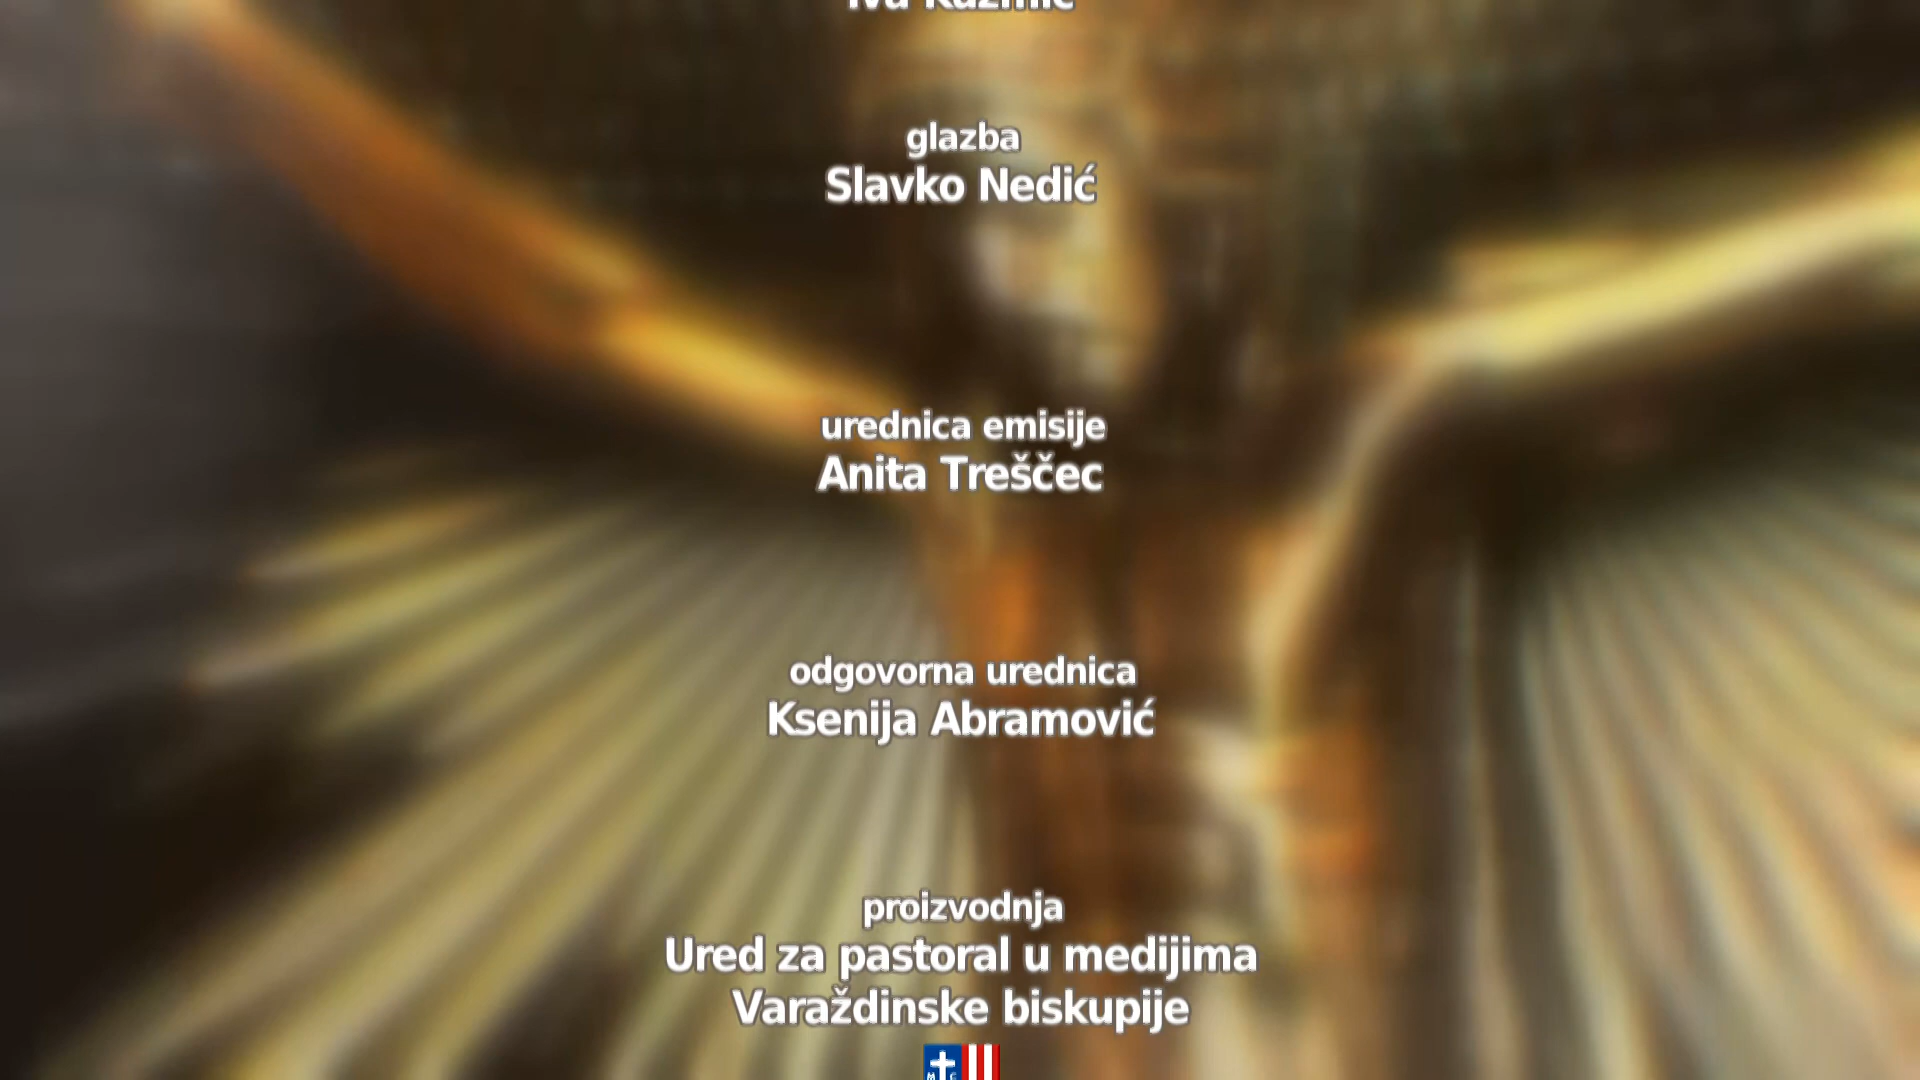 glazba
Slavko Nedić
urednica emisije
Anita Treščec
odgovorna urednica
Ksenija Abramović
proizvodnja
Ured za pastoral u medijima
Varaždinske biskupije
M C